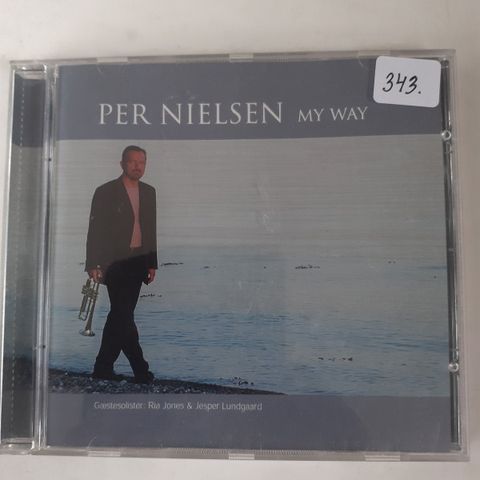 343.
PER NIELSEN MY WAY
Gæstesolister: Ria Jones & Jesper Lundgaard